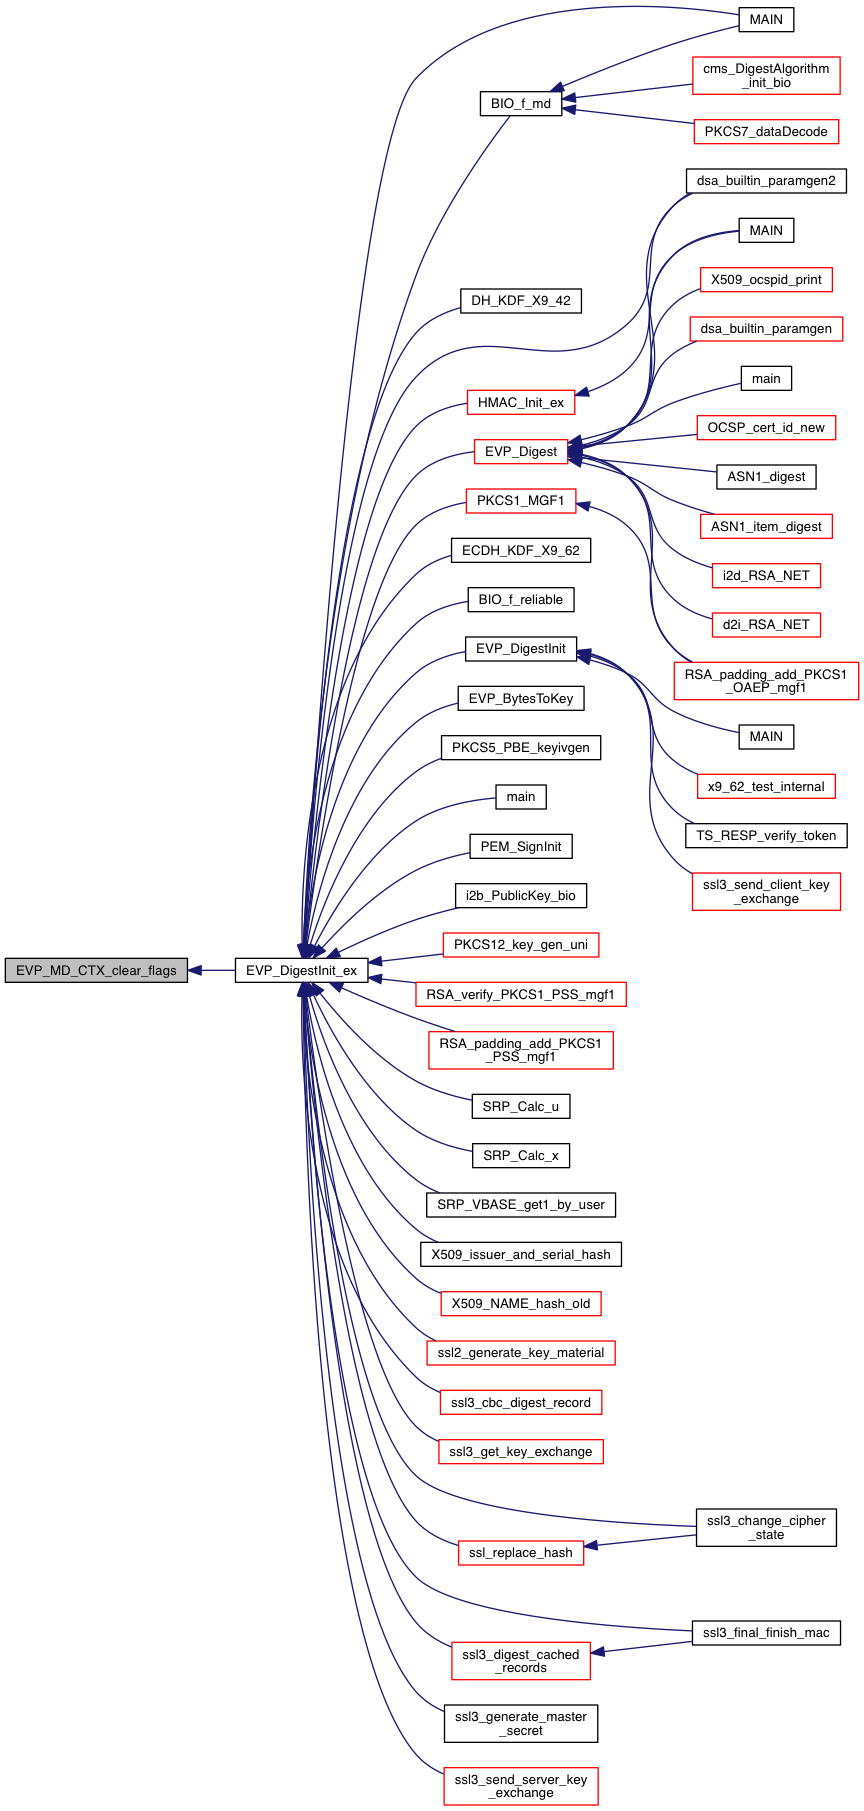 MAIN
cms_DigestAlgorithm
_init_bio
BIO_f_md
PKCS7_dataDecode
dsa_builtin_paramgen2
MAIN
X509_ocspid_print
DH_KDF_X9_42
dsa_builtin_paramgen
main
HMAC_Init_ex
OCSP_cert_id_new
EVP_Digest
ASN1_digest
PKCS1_MGF1
ASN1_item_digest
ECDH_KDF_X9_62
i2d_RSA_NET
BIO_f_reliable
d2i_RSA_NET
EVP_DigestInit
RSA_padding_add_PKCS1
_OAEP_mgf1
EVP_BytesToKey
MAIN
PKCS5_PBE_keyivgen
x9_62_test_internal
main
TS_RESP_verify_token
PEM_SignInit
ssl3_send_client_key
_exchange
i2b_PublicKey_bio
PKCS12_key_gen_uni
EVP_MD_CTX_clear_flags
EVP_DigestInit_ex
RSA_verify_PKCS1_PSS_mgf1
RSA_padding_add_PKCS1
_PSS_mgf1
SRP_Calc_u
SRP_Calc_x
SRP_VBASE_get1_by_user
X509_issuer_and_serial_hash
X509_NAME_hash_old
ssl2_generate_key_material
ssl3_cbc_digest_record
ssl3_get_key_exchange
ssl3_change_cipher
_state
ssl_replace_hash
ssl3_final_finish_mac
ssl3_digest_cached
_records
ssl3_generate_master
_secret
ssl3_send_server_key
_exchange